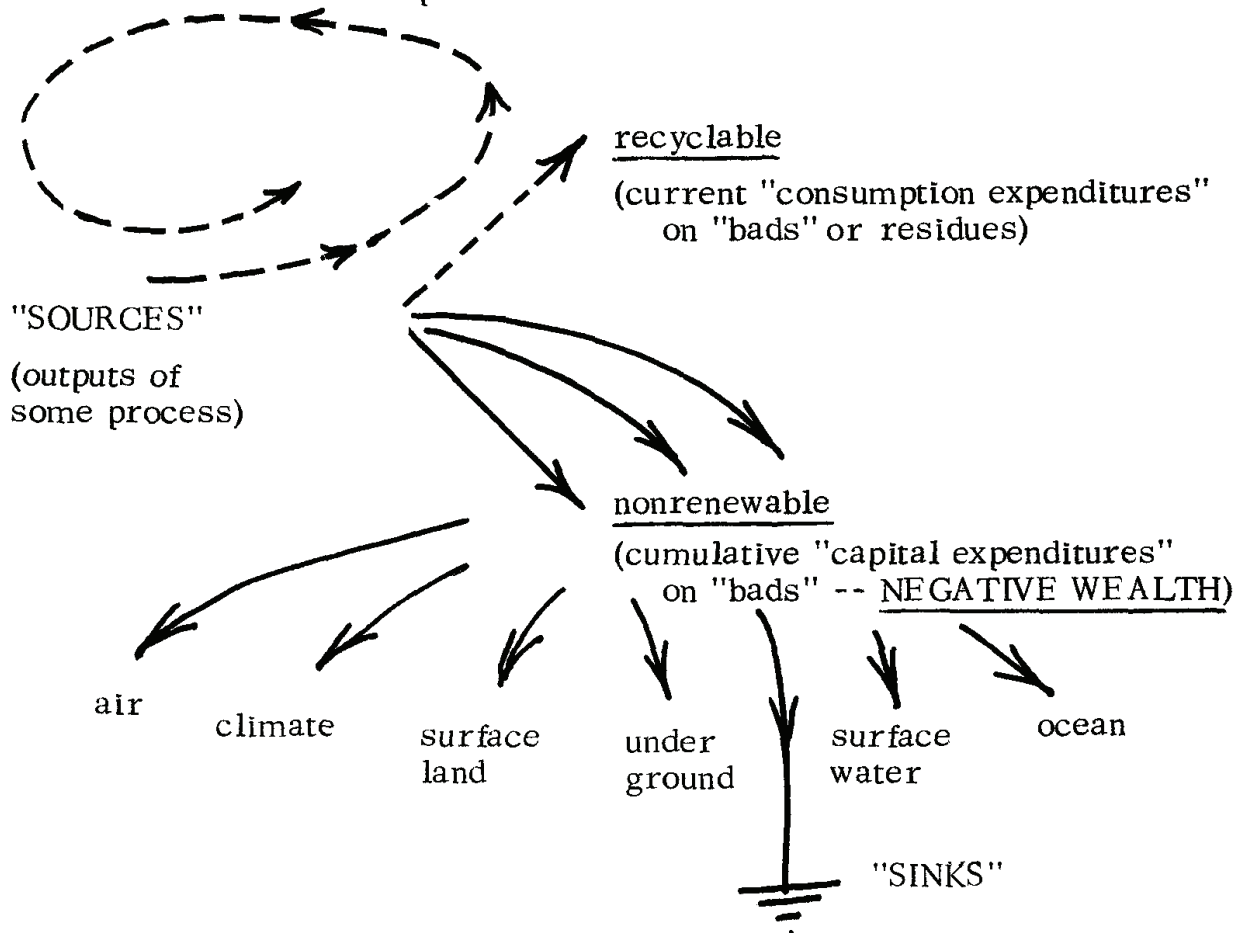 recyclable
(current "consumption expenditures"
on "bads" or residues)
"SOURCES"
(outputs of
some process)
nonrenewable
(cumulative "capital expenditures"
on "bads" -- NEGATIVE WEALTH)
air
climate
surface
land
under
ground
surface
water
ocean
"SINKS"